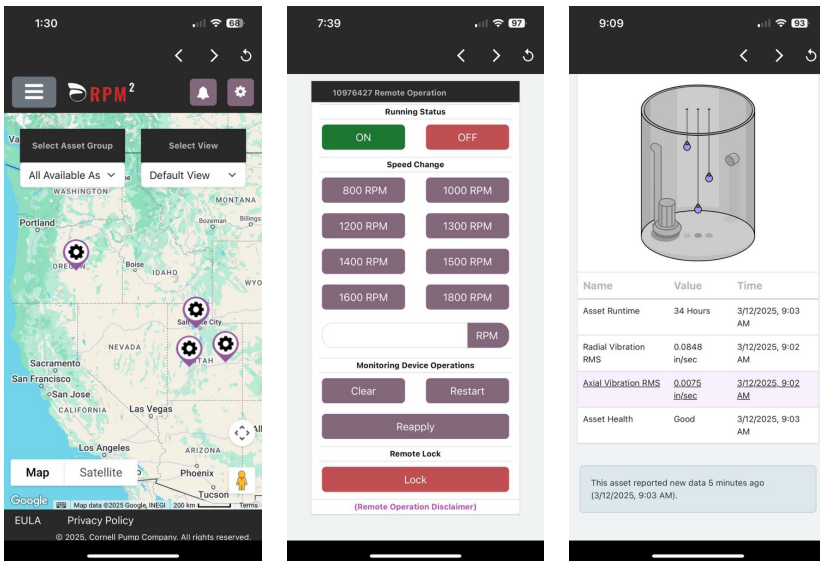 1:30
68
RPM²
Select Asset Group
Select View
All Available As
Default View
WASHINGTON
MONTANA
Portland
Bozeman
Billings
OREGON
Boise
IDAHO
WYO
Salt Lake City
NEVADA
UTAH
Sacramento
San Francisco
San Jose
CALIFORNIA
Las Vegas
Los Angeles
ARIZONA
Map
Satellite
Phoenix
Tucson
Google
Map data ©2025 Google, INEGI
200 km
Terms
EULA
Privacy Policy
© 2025, Cornell Pump Company. All rights reserved.
7:39
97
10976427 Remote Operation
Running Status
ON
OFF
Speed Change
800 RPM
1000 RPM
1200 RPM
1300 RPM
1400 RPM
1500 RPM
1600 RPM
1800 RPM
RPM
Monitoring Device Operations
Clear
Restart
Reapply
Remote Lock
Lock
(Remote Operation Disclaimer)
9:09
93
Name Value Time
Asset Runtime 34 Hours 3/12/2025, 9:03
AM
Radial Vibration 0.0848 3/12/2025, 9:02
RMS in/sec AM
Axial Vibration RMS 0.0075 3/12/2025, 9:02
in/sec AM
Asset Health Good 3/12/2025, 9:03
AM
This asset reported new data 5 minutes ago
(3/12/2025, 9:03 AM).